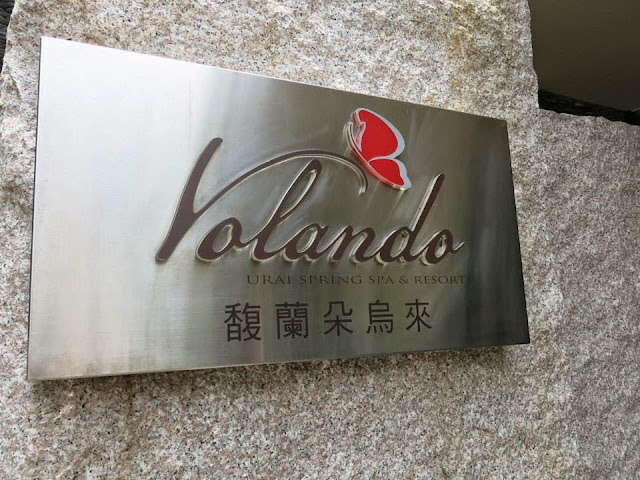 Volando
URAI SPRING SPA & RESORT
馥蘭朵烏來